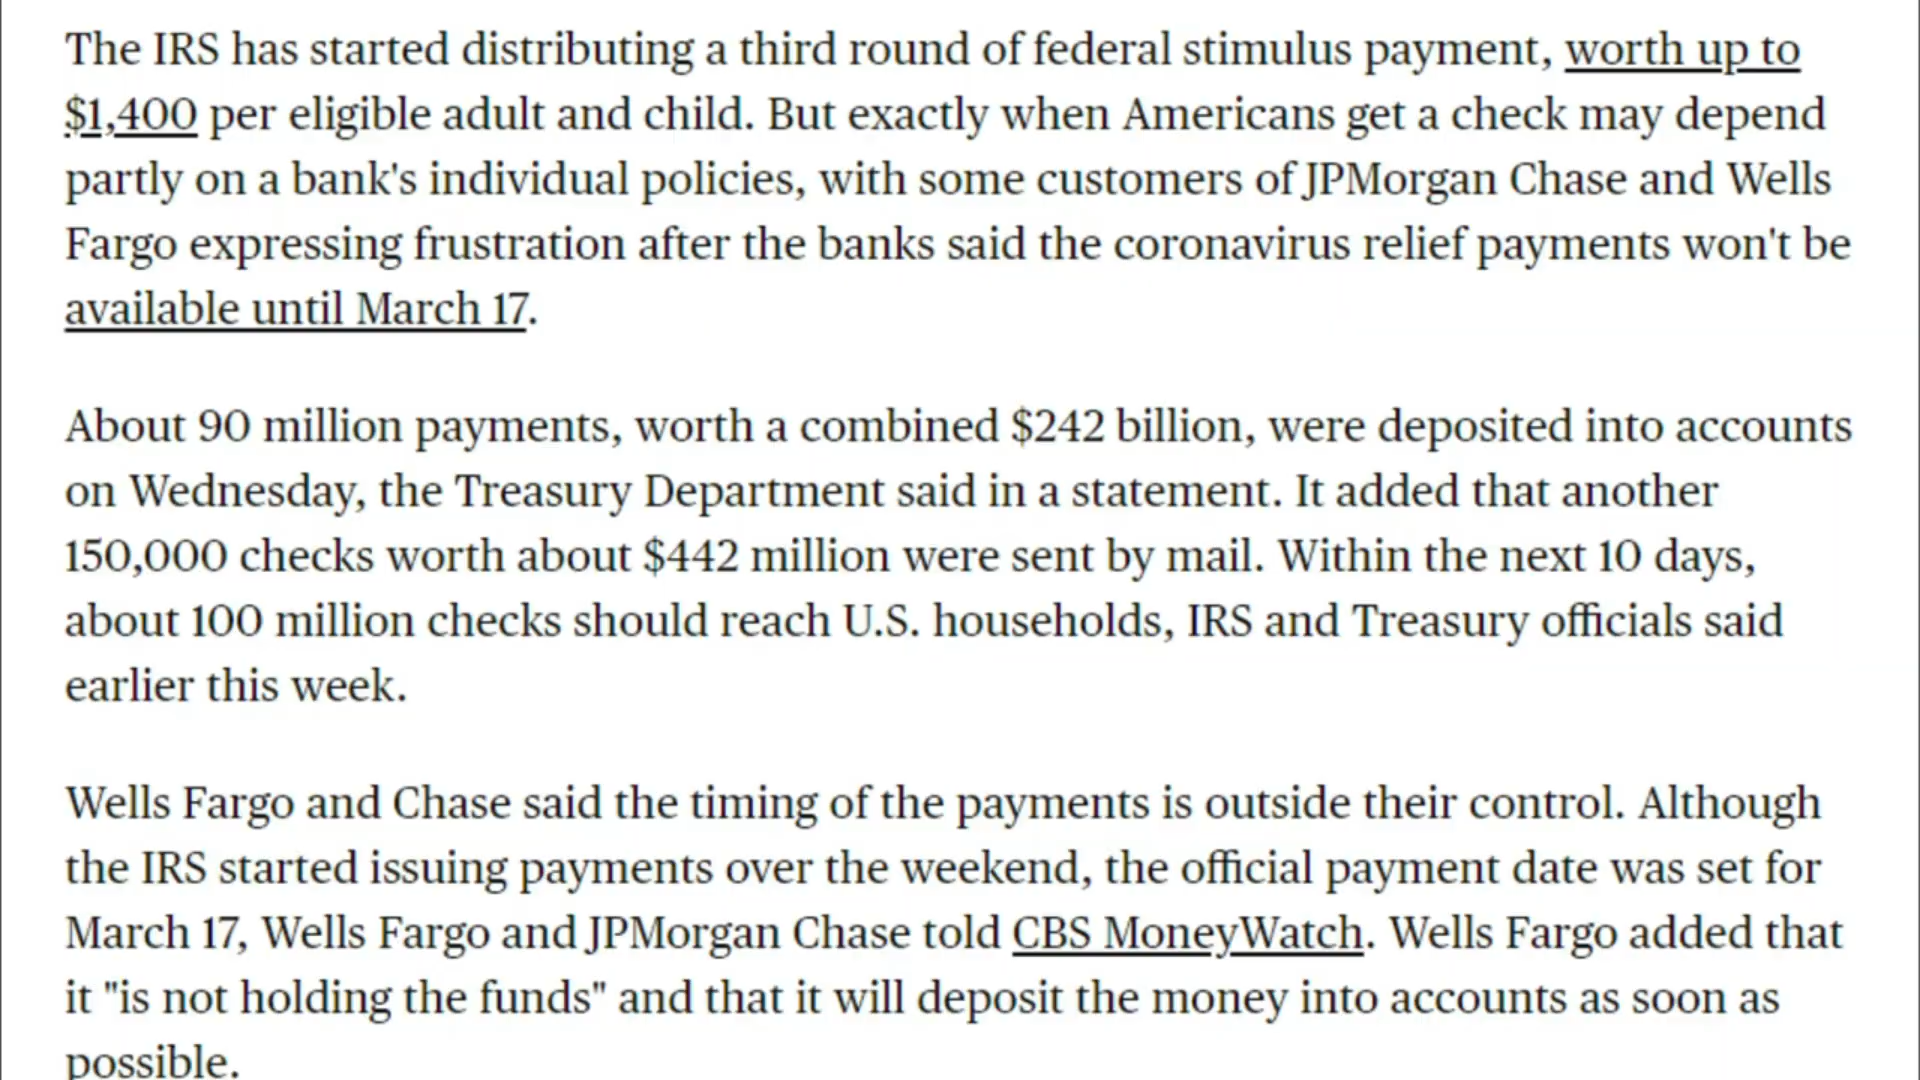 The IRS has started distributing a third round of federal stimulus payment, worth up to
$1,400 per eligible adult and child. But exactly when Americans get a check may depend
partly on a bank's individual policies, with some customers of JPMorgan Chase and Wells
Fargo expressing frustration after the banks said the coronavirus relief payments won't be
available until March 17.
About 90 million payments, worth a combined $242 billion, were deposited into accounts
on Wednesday, the Treasury Department said in a statement. It added that another
150,000 checks worth about $442 million were sent by mail. Within the next 10 days,
about 100 million checks should reach U.S. households, IRS and Treasury officials said
earlier this week.
Wells Fargo and Chase said the timing of the payments is outside their control. Although
the IRS started issuing payments over the weekend, the official payment date was set for
March 17, Wells Fargo and JPMorgan Chase told CBS MoneyWatch. Wells Fargo added that
it "is not holding the funds" and that it will deposit the money into accounts as soon as
possible.